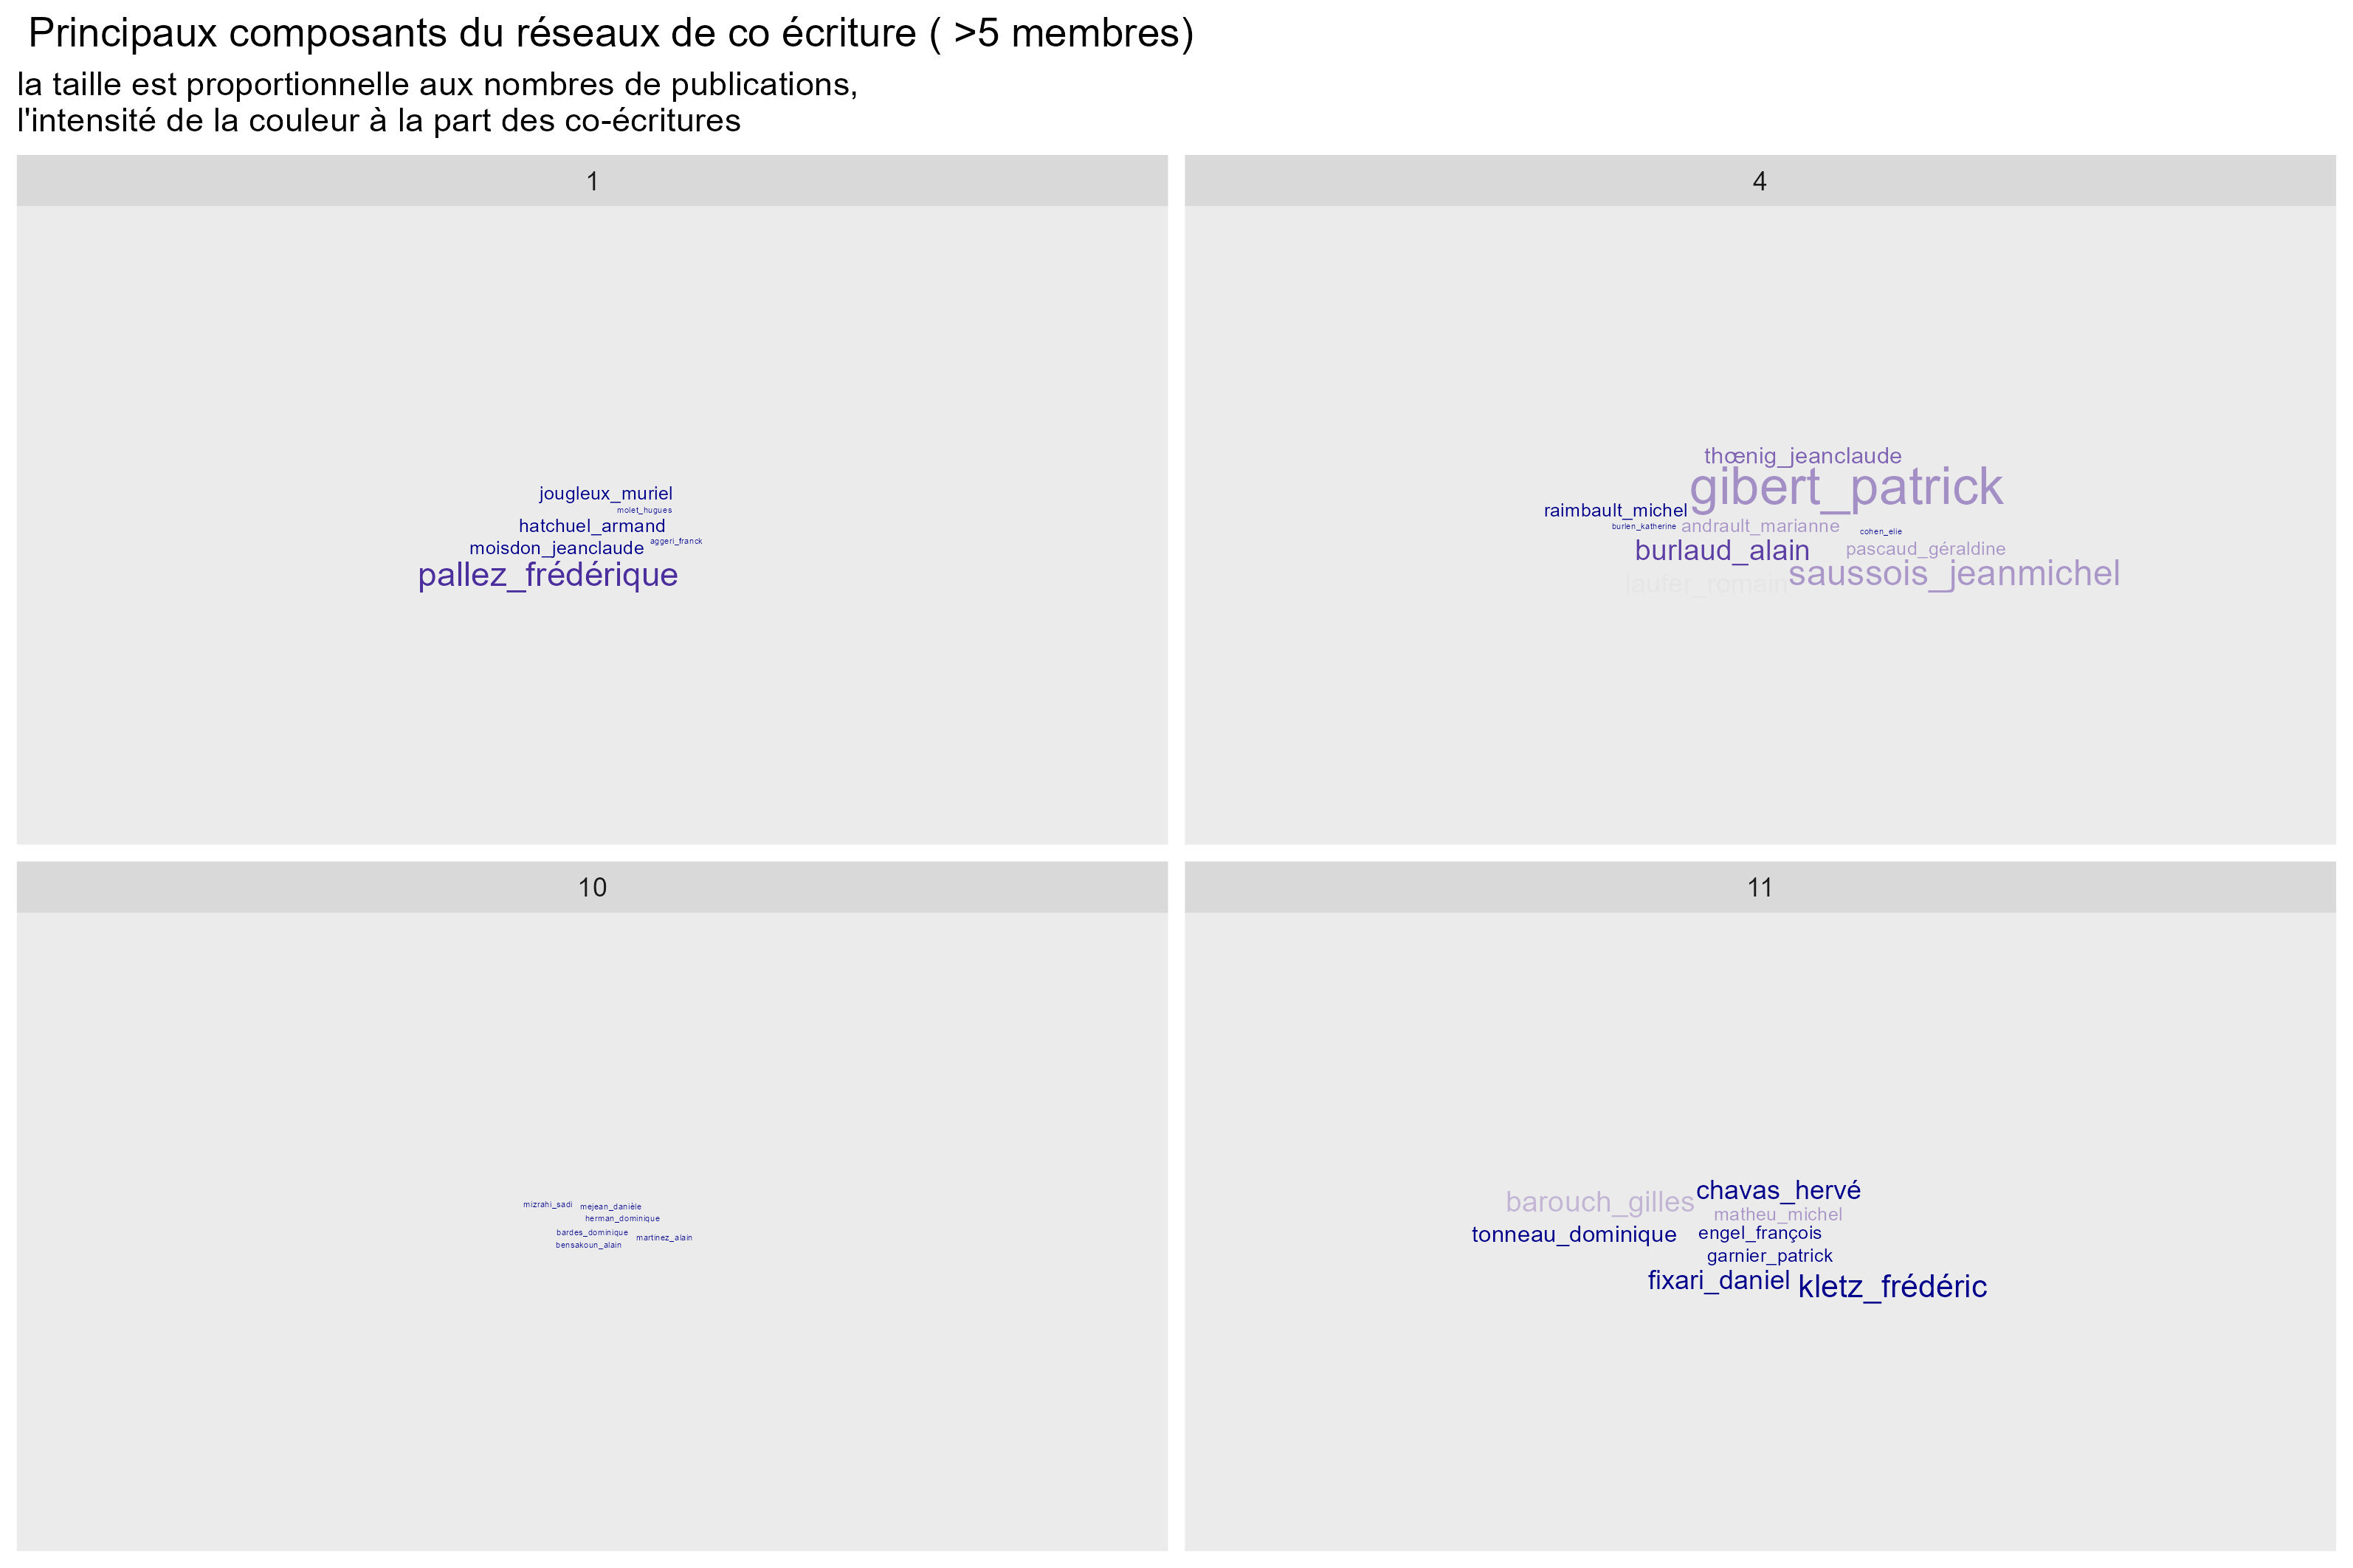 Principaux composants du réseaux de co écriture ( >5 membres)
la taille est proportionnelle aux nombres de publications,
l'intensité de la couleur à la part des co-écritures
1
jougleux_muriel
molet_hugues
hatchuel_armand
aggeri_franck
moisdon_jeanclaude
pallez_frédérique
4
thœnig_jeanclaude
gibert_patrick
raimbault_michel
burlen_katherine
andrault_marianne
cohen_elie
burlaud_alain
pascaud_géraldine
saussois_jeanmichel
laufer_romain
10
mizrahi_sadi
mejean_danièle
herman_dominique
bardes_dominique
martinez_alain
bensakoun_alain
11
chavas_hervé
barouch_gilles
matheu_michel
tonneau_dominique
engel_françois
garnier_patrick
fixari_daniel
kletz_frédéric